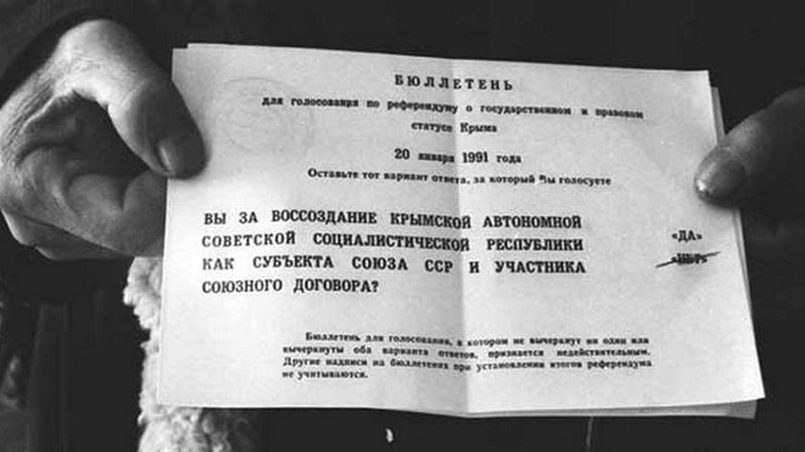 БЮЛЛЕТЕНЬ
для голосования по референдуму о государственном и правовом
статусе Крыма
20 января 1991 года
Оставьте тот вариант ответа, за который Вы голосуете
ВЫ ЗА ВОССОЗДАНИЕ КРЫМСКОЙ АВТОНОМНОЙ
СОВЕТСКОЙ СОЦИАЛИСТИЧЕСКОЙ РЕСПУБЛИКИ
КАК СУБЪЕКТА СОЮЗА ССР И УЧАСТНИКА
СОЮЗНОГО ДОГОВОРА?
«ДА»
«НЕТ»
Бюллетень для голосования, в котором не вычеркнут ни один или
вычеркнуты оба варианта ответов, признается недействительным.
Другие надписи на бюллетенях при установлении итогов референдума
не учитываются.